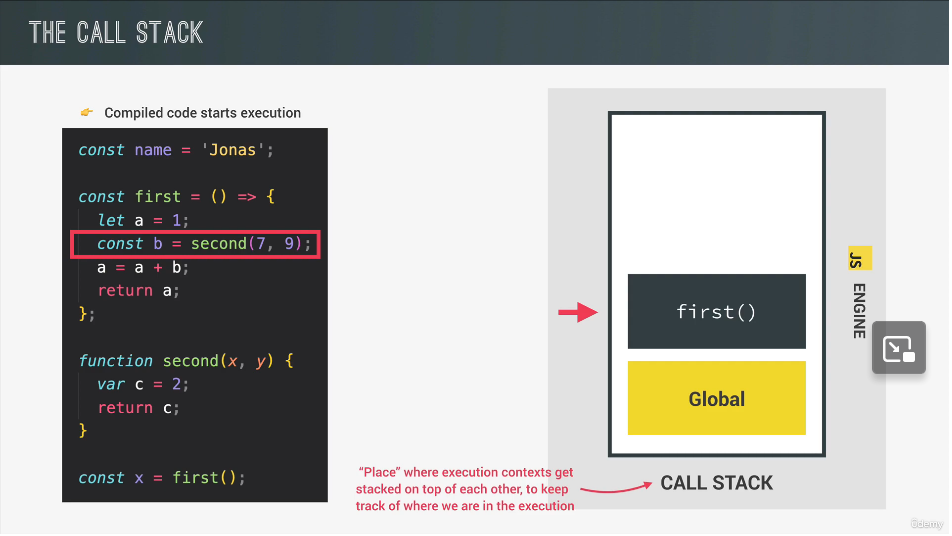 THE CALL STACK
👉 Compiled code starts execution
const name = 'Jonas';
const first = () => {
let a = 1;
const b = second(7, 9);
a = a + b;
return a;
};
function second(x, y) {
var c = 2;
return c;
}
const x = first();
first()
Global
CALL STACK
JS ENGINE
“Place” where execution contexts get
stacked on top of each other, to keep
track of where we are in the execution
ûdemy